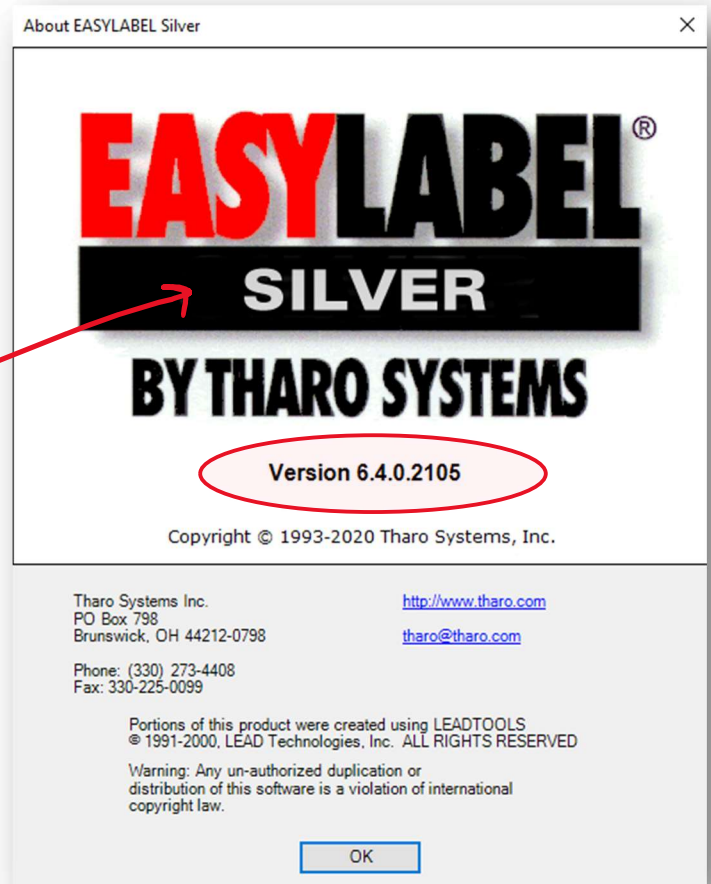 About EASYLABEL Silver
EASYLABEL®
SILVER
BY THARO SYSTEMS
Version 6.4.0.2105
Copyright © 1993-2020 Tharo Systems, Inc.
Tharo Systems Inc.
PO Box 798
Brunswick, OH 44212-0798
http://www.tharo.com
tharo@tharo.com
Phone: (330) 273-4408
Fax: 330-225-0099
Portions of this product were created using LEADTOOLS
© 1991-2000, LEAD Technologies, Inc. ALL RIGHTS RESERVED
Warning: Any un-authorized duplication or
distribution of this software is a violation of international
copyright law.
OK